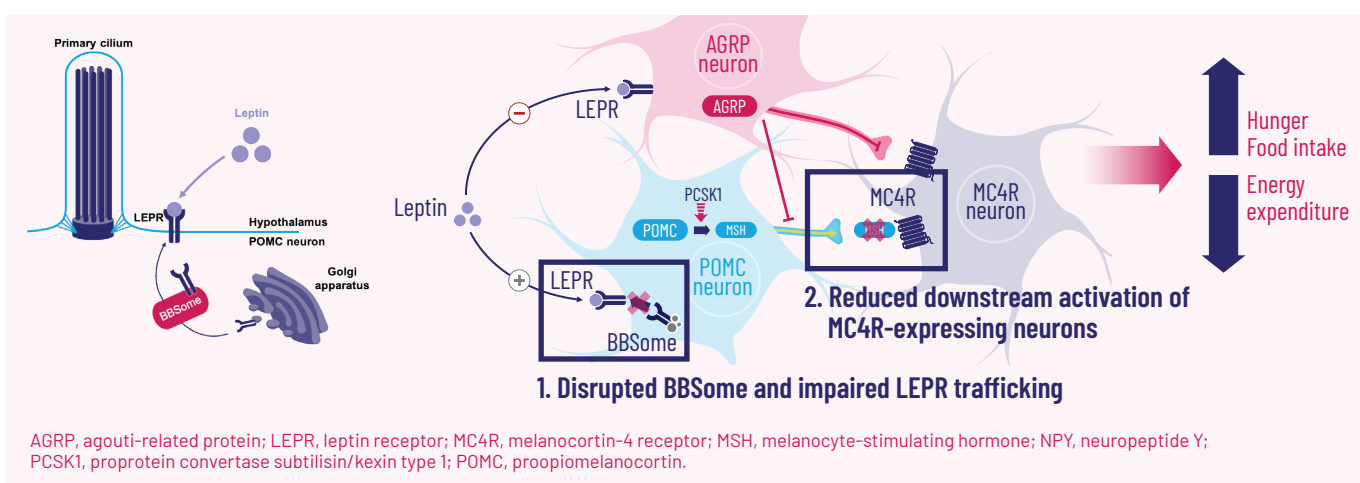 Primary cilium
Leptin
LEPR
Hypothalamus
POMC neuron
Golgi
apparatus
BBSome
Leptin
LEPR
AGRP
neuron
AGRP
PCSK1
POMC
MSH
POMC
neuron
LEPR
BBSome
MC4R
MSH
MC4R
neuron
Hunger
Food intake
Energy
expenditure
2. Reduced downstream activation of
MC4R-expressing neurons
1. Disrupted BBSome and impaired LEPR trafficking
AGRP, agouti-related protein; LEPR, leptin receptor; MC4R, melanocortin-4 receptor; MSH, melanocyte-stimulating hormone; NPY, neuropeptide Y;
PCSK1, proprotein convertase subtilisin/kexin type 1; POMC, proopiomelanocortin.